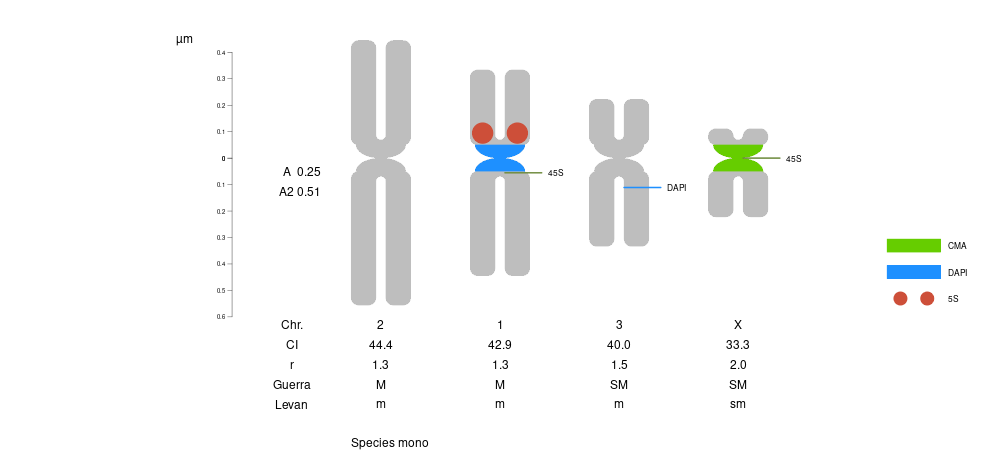 µm
0.4
0.3
0.2
0.1
0
0.1
0.2
0.3
0.4
0.5
0.6
A 0.25
A2 0.51
45S
DAPI
45S
CMA
DAPI
5S
Chr. 2 1 3 X
CI 44.4 42.9 40.0 33.3
r 1.3 1.3 1.5 2.0
Guerra M M SM SM
Levan m m m sm
Species mono